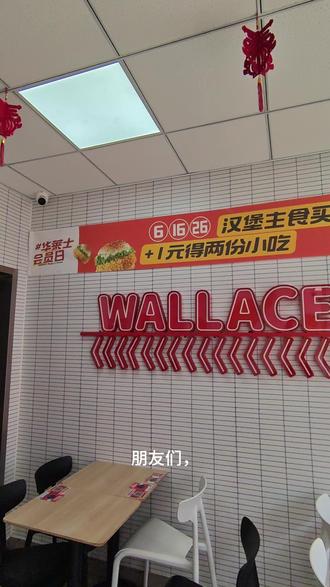 #华莱士
会员日
6 16 26 汉堡主食买
+1元得两份小吃
WALLACE
朋友们，